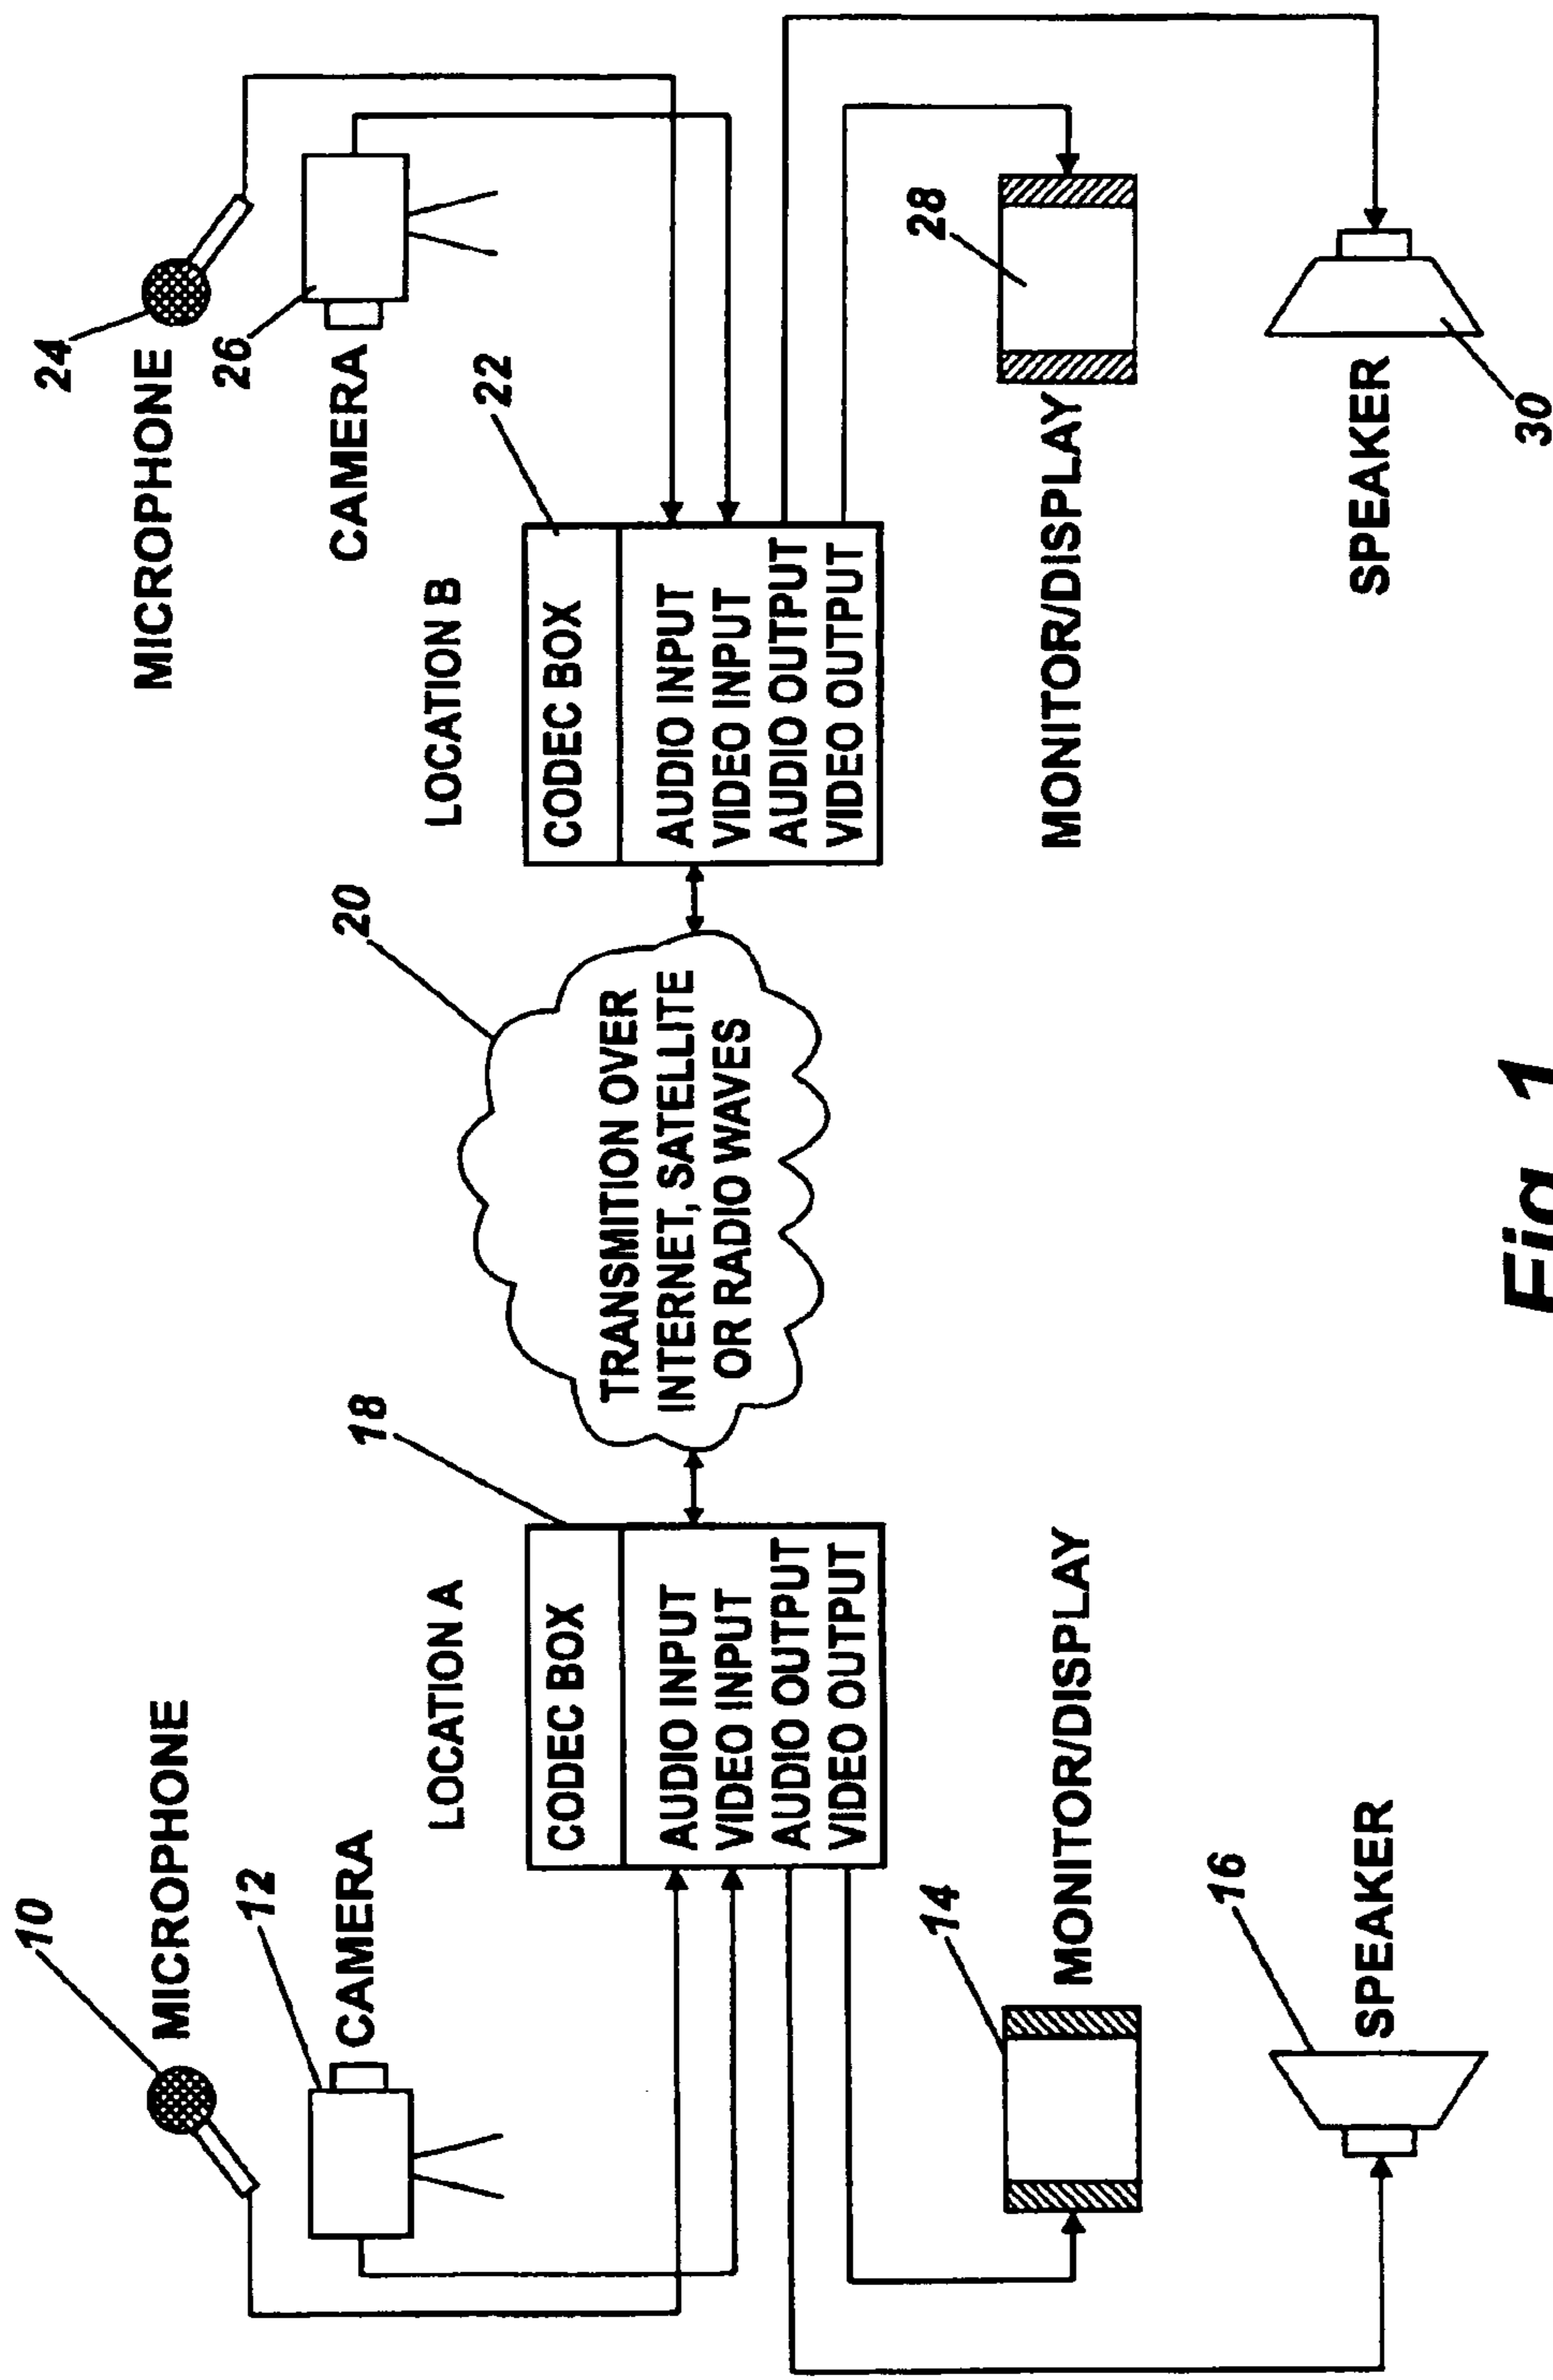 10
MICROPHONE
12
CAMERA
LOCATION A
18
CODEC BOX
AUDIO INPUT
VIDEO INPUT
AUDIO OUTPUT
VIDEO OUTPUT
14
MONITOR/DISPLAY
16
SPEAKER
20
TRANSMITION OVER
INTERNET, SATELLITE
OR RADIO WAVES
24
MICROPHONE
26
CAMERA
LOCATION B
22
CODEC BOX
AUDIO INPUT
VIDEO INPUT
AUDIO OUTPUT
VIDEO OUTPUT
28
MONITOR/DISPLAY
SPEAKER
30
Fig. 1